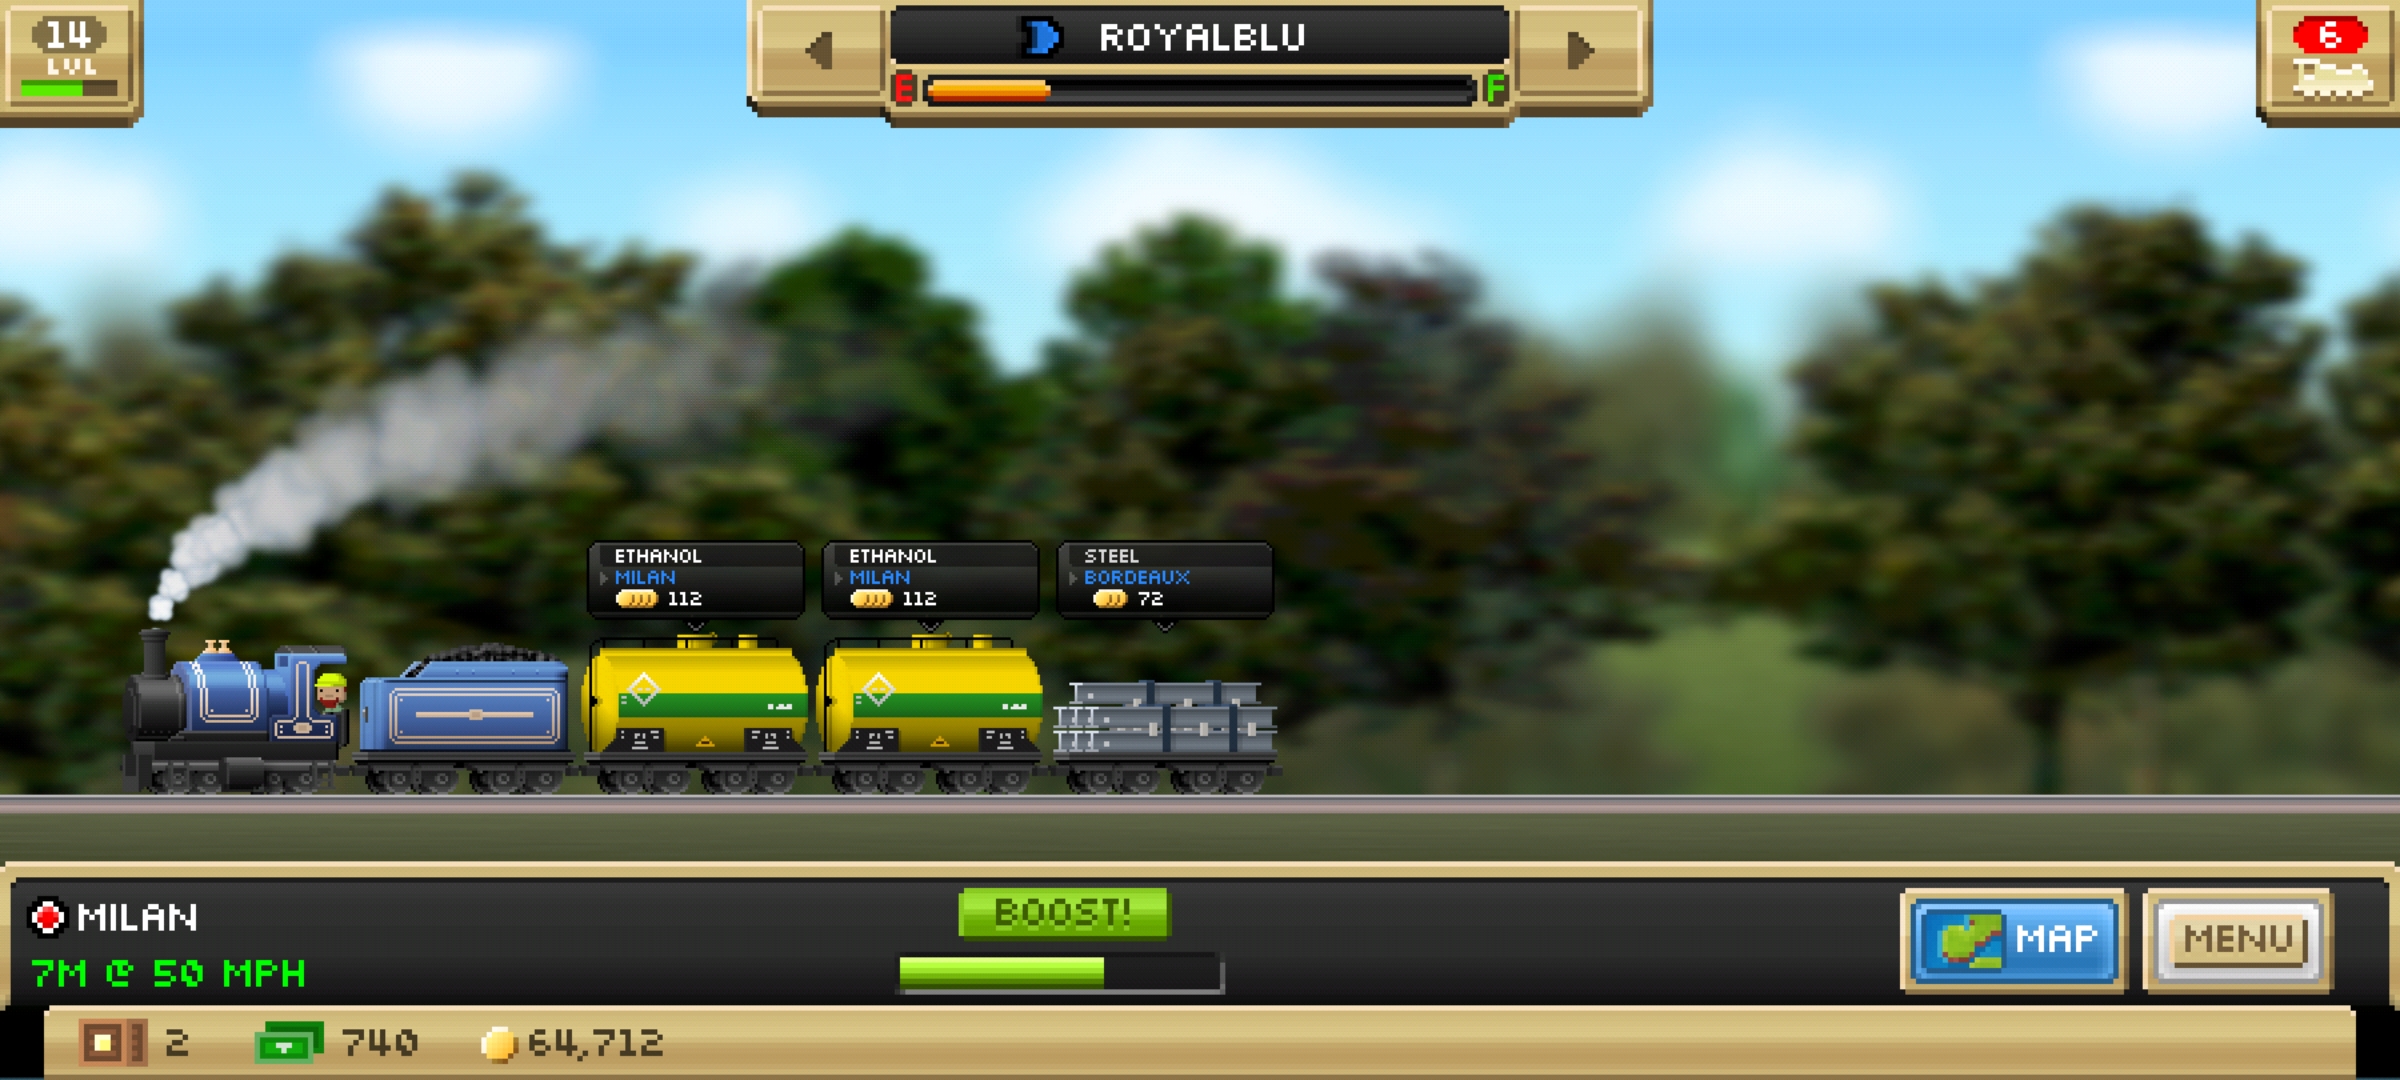 14
LVL
ROYALBLU
E F
6
ETHANOL
MILAN
112
ETHANOL
MILAN
112
STEEL
BORDEAUX
72
MILAN
7M @ 50 MPH
BOOST!
MAP
MENU
2
740
64,712